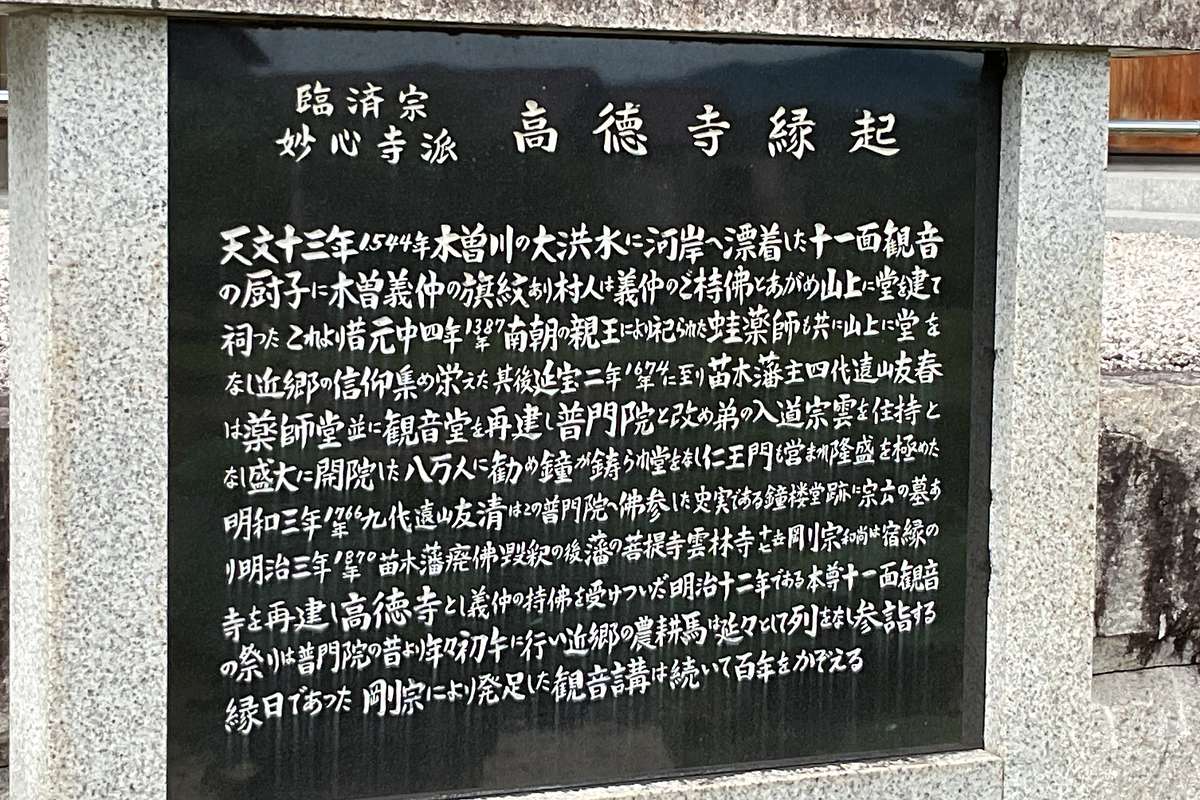 臨済宗
妙心寺派
高徳寺縁起
天文十三年1544年木曽川の大洪水に河岸へ漂着した十一面観音
の厨子に木曽義仲の旗紋あり村人は義仲のご持佛とあがめ山上に堂を建て
祠つた これより昔元中四年1387年南朝の親王により祀られた蛙薬師も共に山上に堂を
なし近郷の信仰集め栄えた其後延宝二年1674年に至り苗木藩主四代遠山友春
は薬師堂並に観音堂を再建し普門院と改め弟の入道宗雲を住持と
なし盛大に開院した八万人に勧め鐘が鋳られ堂をなし仁王門も営まれ隆盛を極めた
明和三年1766年九代遠山友清はこの普門院へ佛参した史実である鐘楼堂跡に宗雲の墓あ
り明治三年1870年苗木藩廃佛毀釈の後藩の菩提寺雲林寺十七世剛宗和尚は宿縁の
寺を再建し高徳寺とし義仲の持佛を受けついだ明治十二年である本尊十一面観音
の祭りは普門院の昔より年々初午に行い近郷の農耕馬は延々として列をなし参詣する
縁日であった 剛宗により発足した観音講は続いて百年をかぞえる